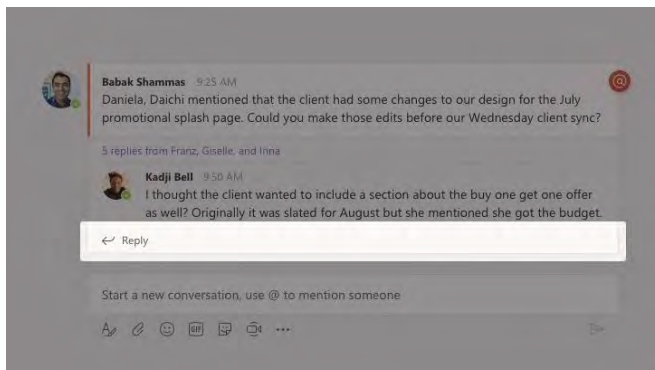 Babak Shammas 9:25 AM
Daniela, Daichi mentioned that the client had some changes to our design for the July
promotional splash page. Could you make those edits before our Wednesday client sync?
5 replies from Franz, Giselle, and Inna
Kadji Bell 9:50 AM
I thought the client wanted to include a section about the buy one get one offer
as well? Originally it was slated for August but she mentioned she got the budget.
Reply
Start a new conversation, use @ to mention someone
GIF